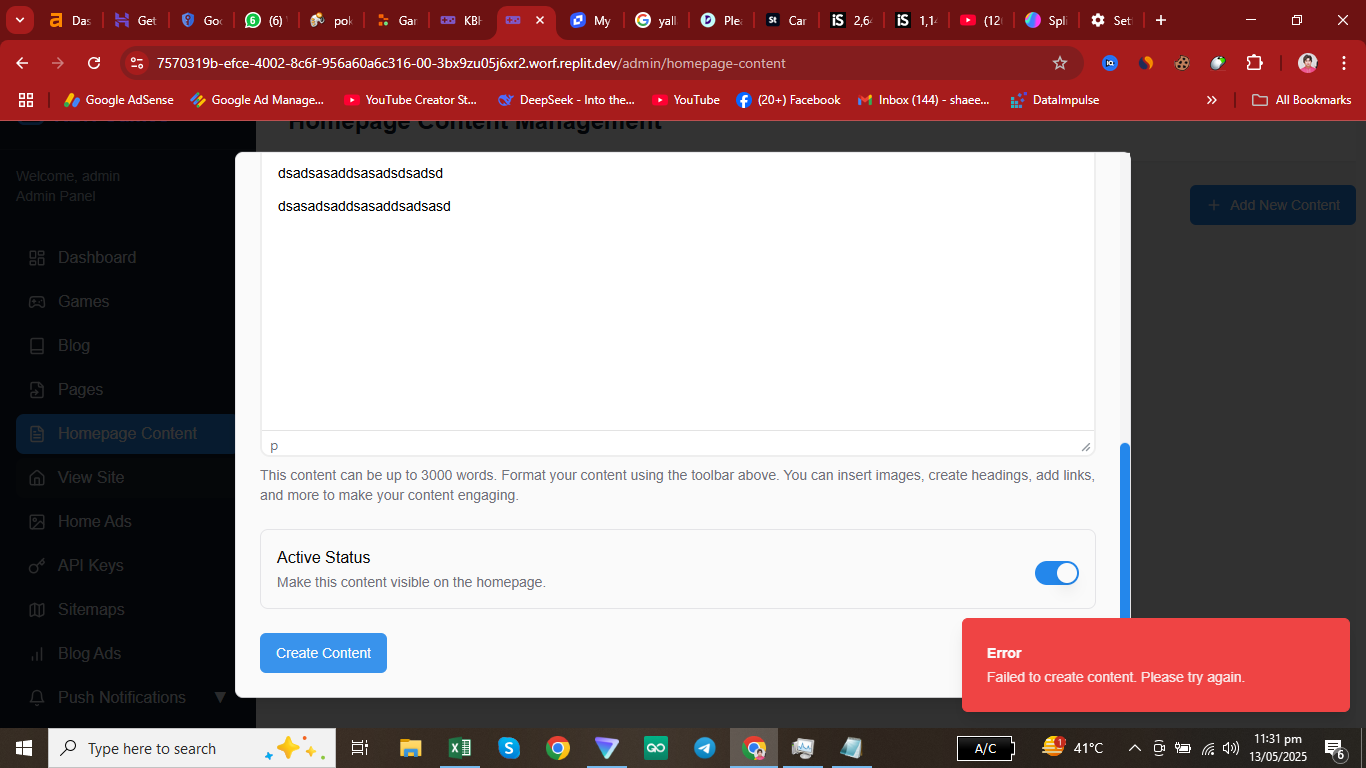 Das
Get
Goo
(6)
pok
Gar
KBH
My
yall
Plea
Car
2,64
1,14
(120
Spli
Set
7570319b-efce-4002-8c6f-956a60a6c316-00-3bx9zu05j6xr2.worf.replit.dev/admin/homepage-content
Google AdSense
Google Ad Manage...
YouTube Creator St...
DeepSeek - Into the...
YouTube
(20+) Facebook
Inbox (144) - shaee...
DataImpulse
All Bookmarks
Homepage Content Management
Welcome, admin
Admin Panel
Add New Content
Dashboard
Games
Blog
Pages
Homepage Content
View Site
Home Ads
API Keys
Sitemaps
Blog Ads
Push Notifications
dsadsasaddsasadsdsadsd
dsasadsaddsasaddsadsasd
p
This content can be up to 3000 words. Format your content using the toolbar above. You can insert images, create headings, add links,
and more to make your content engaging.
Active Status
Make this content visible on the homepage.
Create Content
Error
Failed to create content. Please try again.
Type here to search
A/C
41°C
11:31 pm
13/05/2025
6